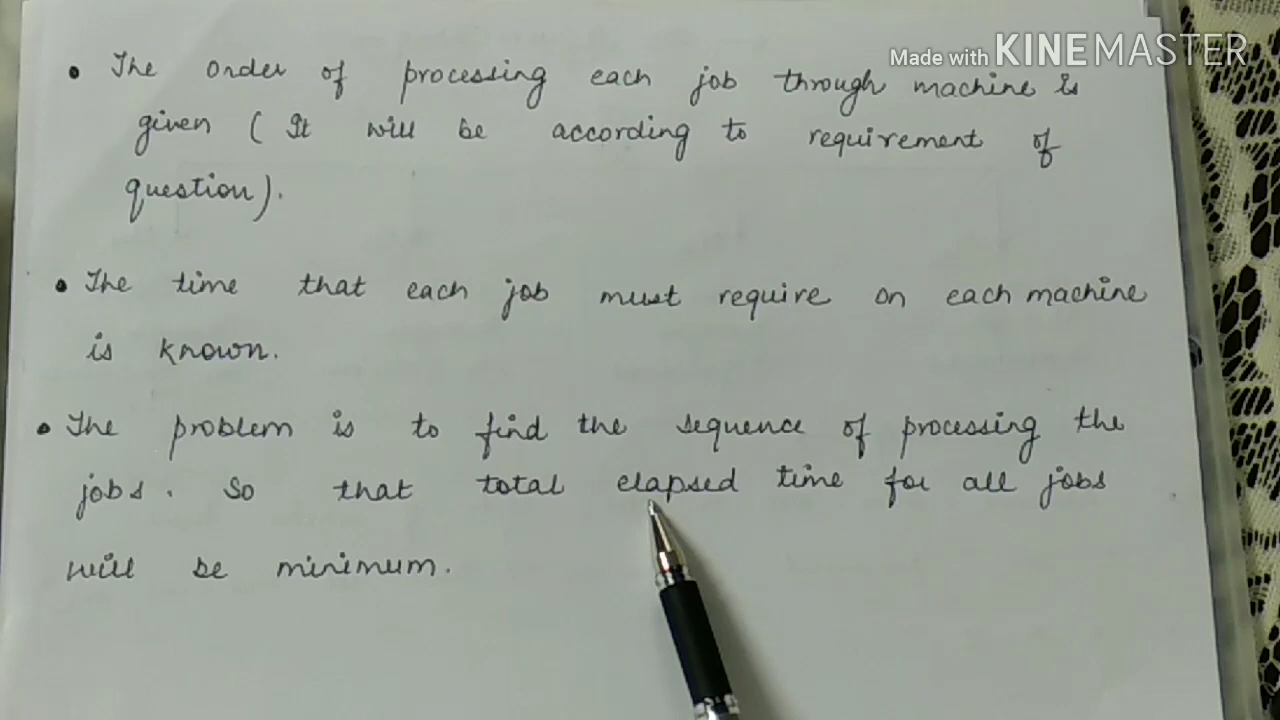 Made with KINEMASTER
• The order of processing each job through machine is
given ( It will be according to requirement of
question).
• The time that each job must require on each machine
is known.
• The problem is to find the sequence of processing the
jobs. So that total elapsed time for all jobs
will be minimum.